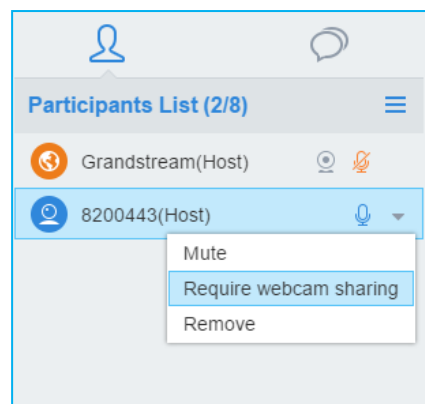 Participants List (2/8)
Grandstream(Host)
8200443(Host)
Mute
Require webcam sharing
Remove